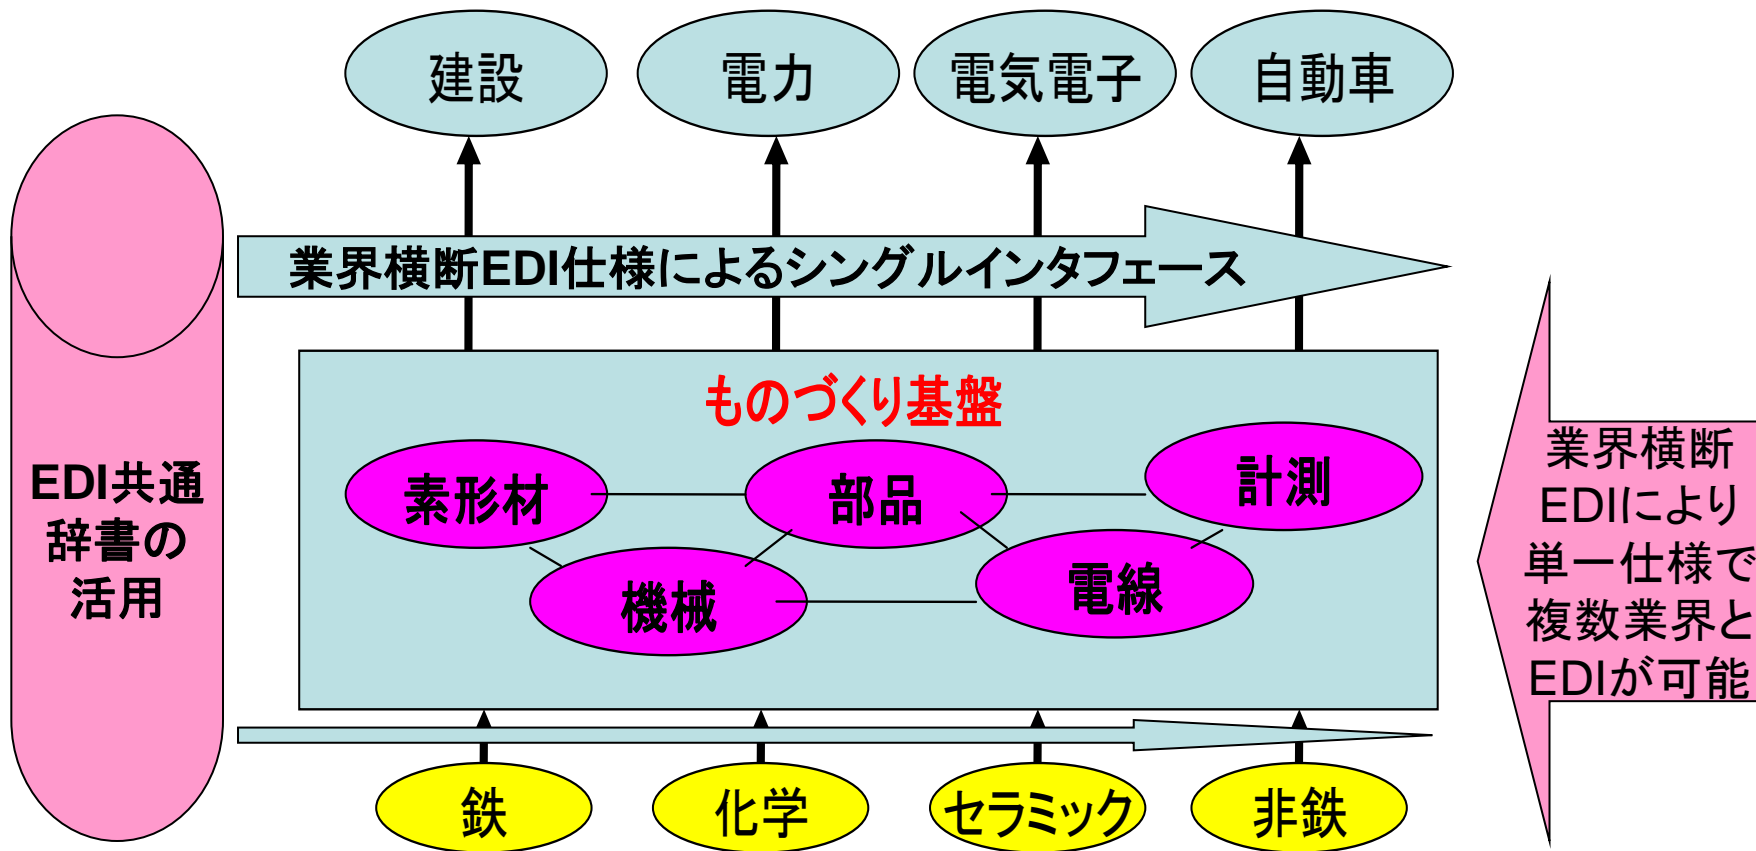 建設
電力
電気電子
自動車
業界横断EDI仕様によるシングルインタフェース
EDI共通
辞書の
活用
ものづくり基盤
素形材
部品
計測
機械
電線
業界横断
EDIにより
単一仕様で
複数業界と
EDIが可能
鉄
化学
セラミック
非鉄